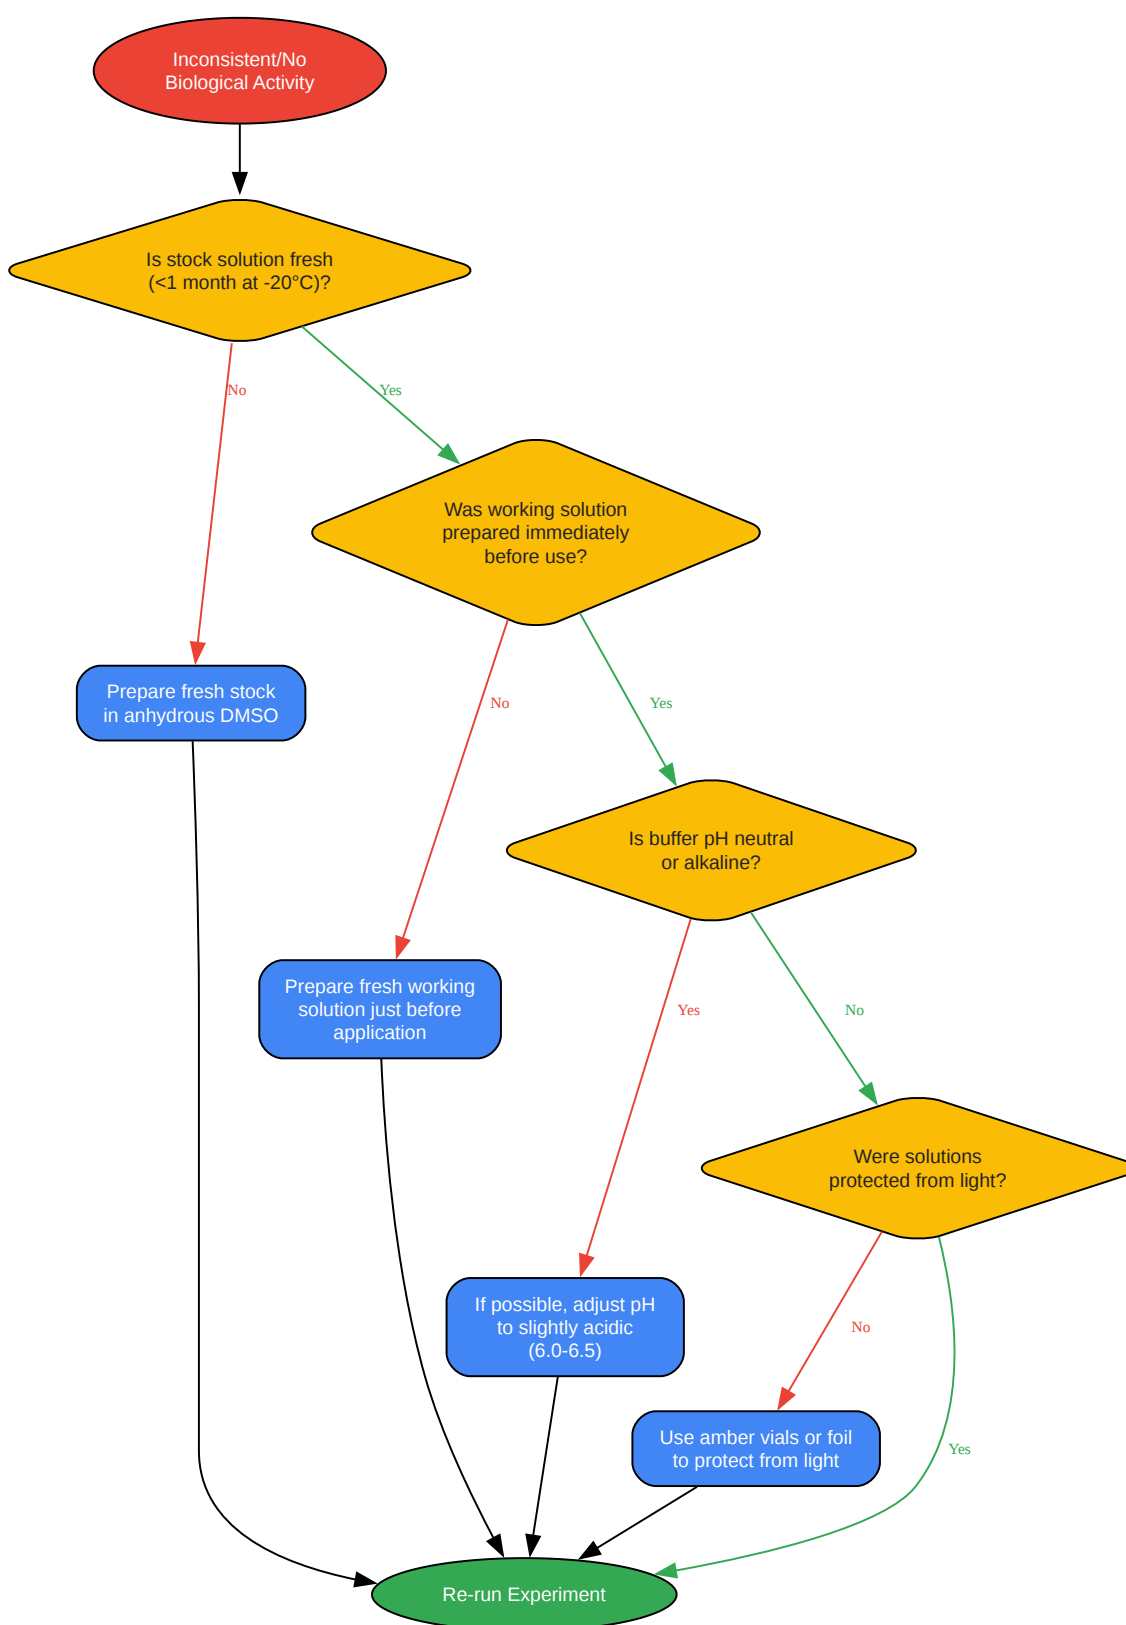 Inconsistent/No
Biological Activity
Is stock solution fresh
(<1 month at -20°C)?
No
Yes
Was working solution
prepared immediately
before use?
Prepare fresh stock
in anhydrous DMSO
No
Yes
Is buffer pH neutral
or alkaline?
Prepare fresh working
solution just before
application
Yes
No
Were solutions
protected from light?
If possible, adjust pH
to slightly acidic
(6.0-6.5)
No
Use amber vials or foil
to protect from light
Yes
Re-run Experiment